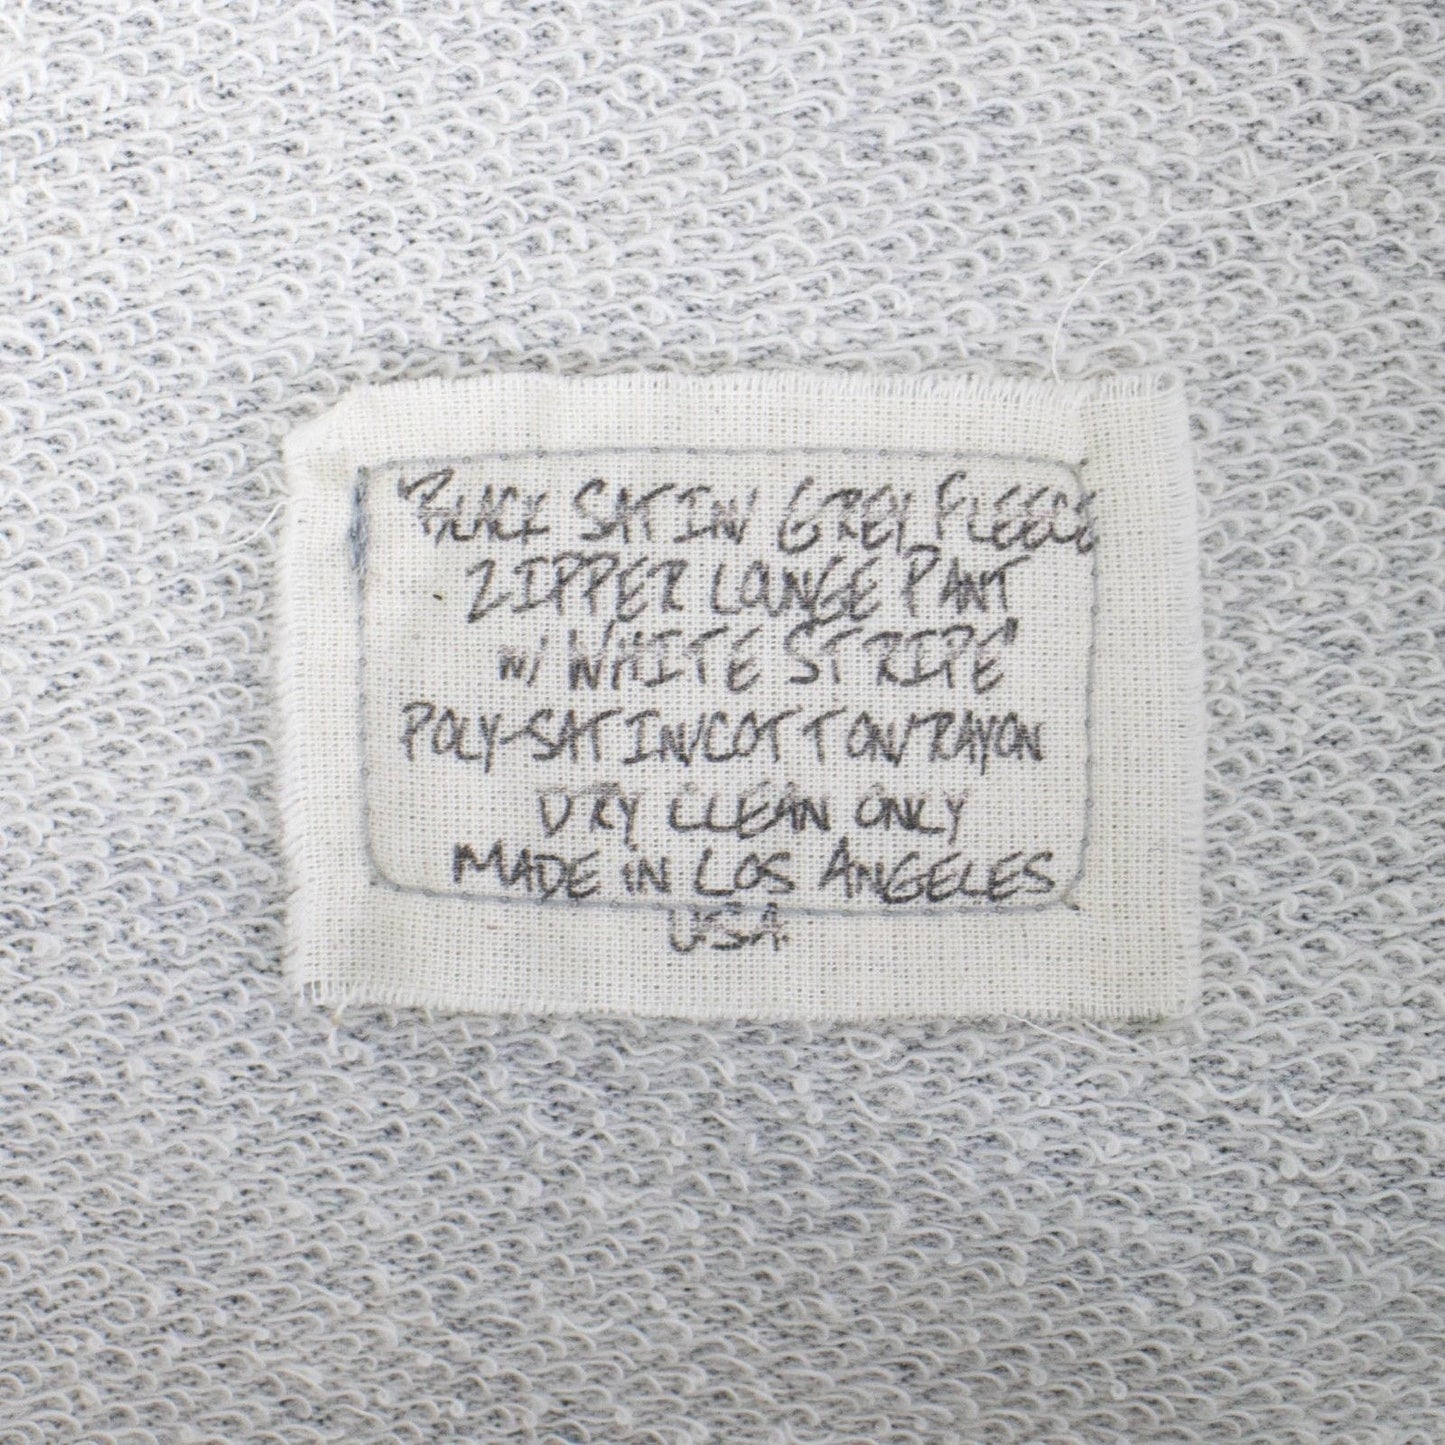 "BLACK SATIN GREY FLEECE
ZIPPER LOUNGE PANT
W/ WHITE STRIPE"
POLY-SATIN/COTTON/RAYON
DRY CLEAN ONLY
MADE IN LOS ANGELES
USA